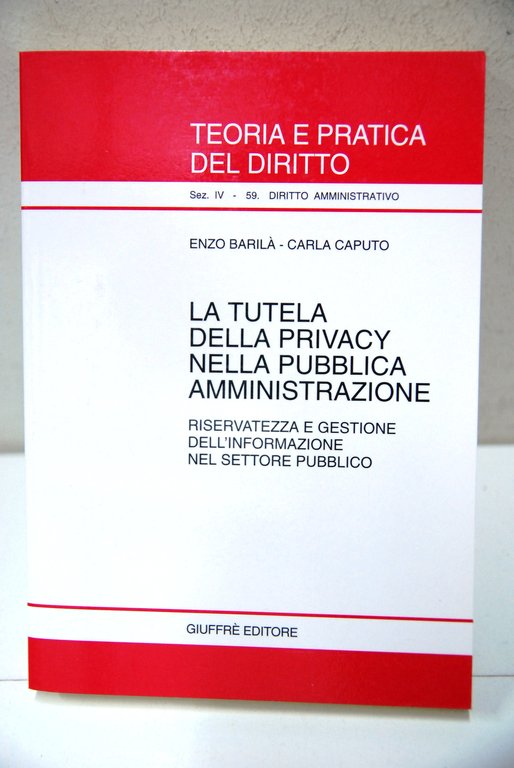 TEORIA E PRATICA
DEL DIRITTO
Sez. IV - 59. DIRITTO AMMINISTRATIVO
ENZO BARILÀ - CARLA CAPUTO
LA TUTELA
DELLA PRIVACY
NELLA PUBBLICA
AMMINISTRAZIONE
RISERVATEZZA E GESTIONE
DELL'INFORMAZIONE
NEL SETTORE PUBBLICO
GIUFFRÈ EDITORE